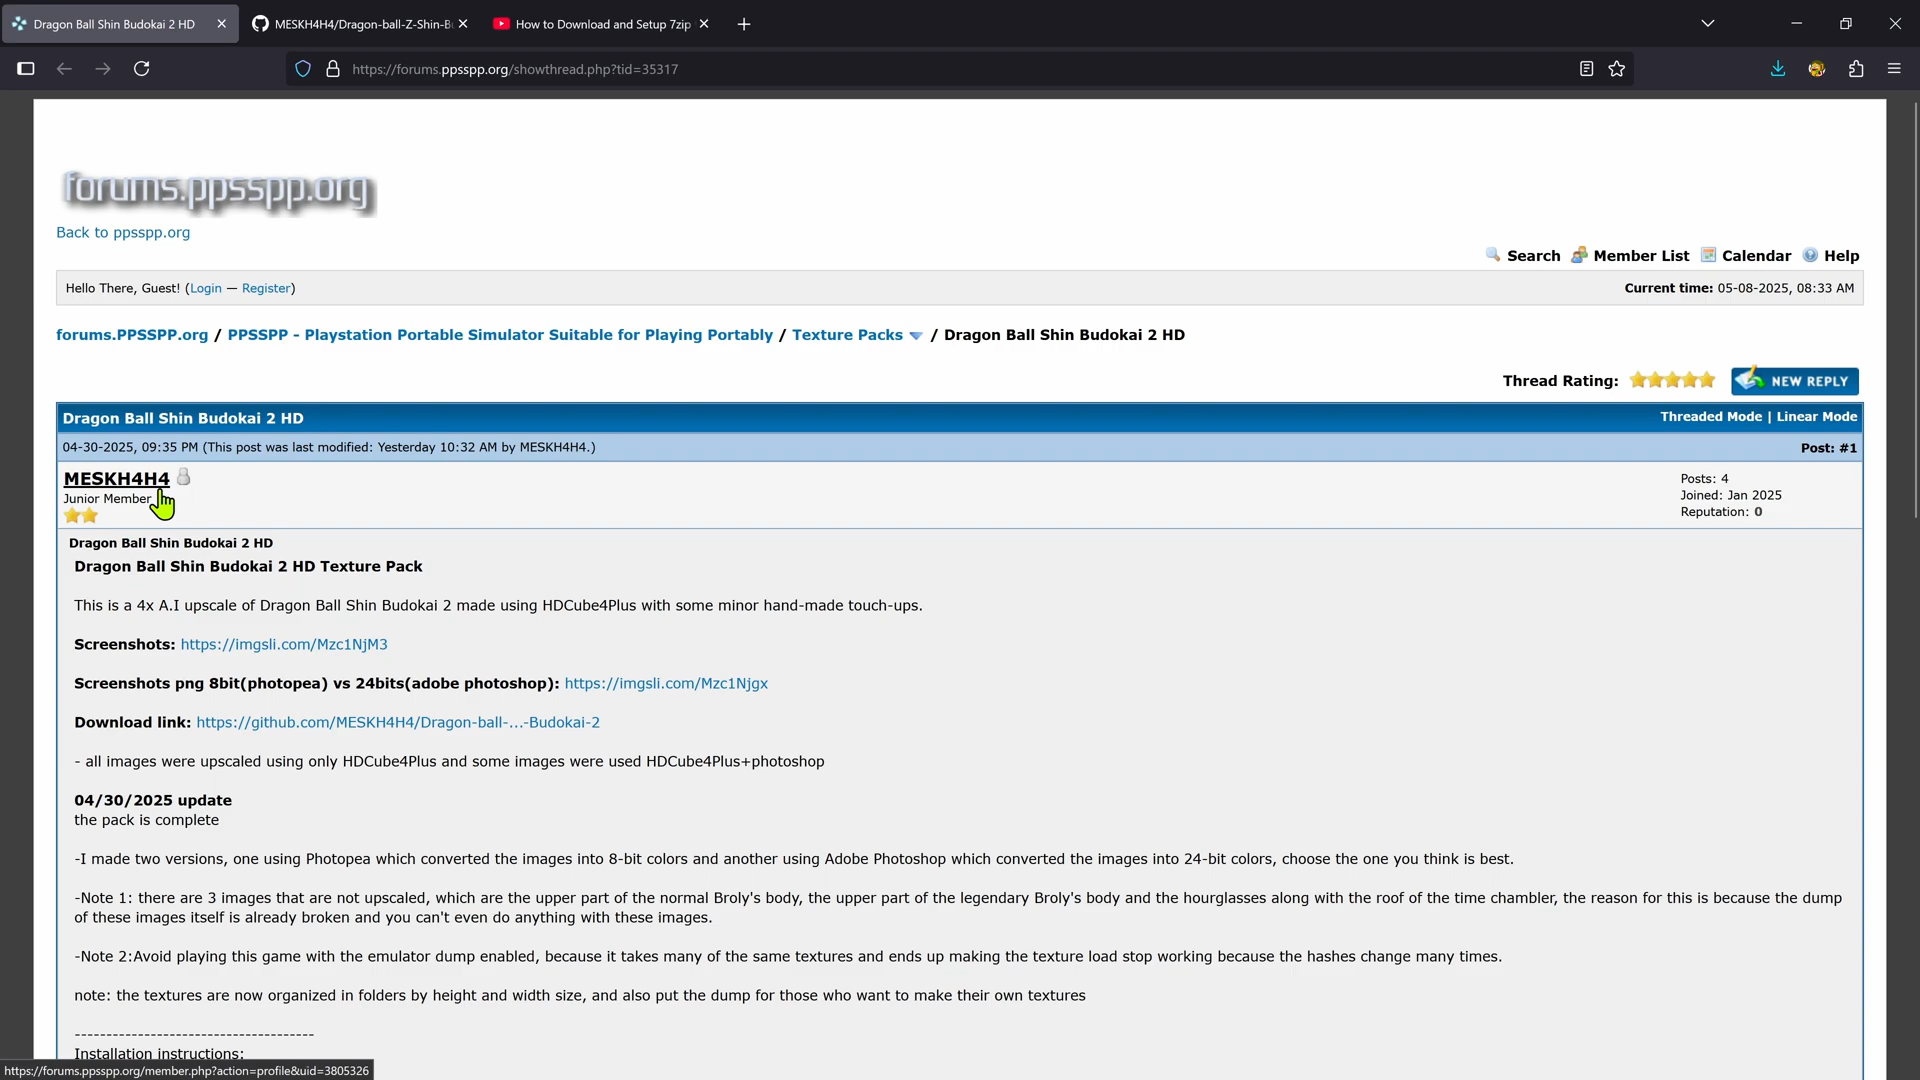 Dragon Ball Shin Budokai 2 HD
MESKH4H4/Dragon-ball-Z-Shin-B
How to Download and Setup 7zip
https://forums.ppsspp.org/showthread.php?tid=35317
forums.ppsspp.org
Back to ppsspp.org
Search Member List Calendar Help
Hello There, Guest! (Login — Register)
Current time: 05-08-2025, 08:33 AM
forums.PPSSPP.org / PPSSPP - Playstation Portable Simulator Suitable for Playing Portably / Texture Packs / Dragon Ball Shin Budokai 2 HD
Thread Rating:
NEW REPLY
Dragon Ball Shin Budokai 2 HD
Threaded Mode | Linear Mode
04-30-2025, 09:35 PM (This post was last modified: Yesterday 10:32 AM by MESKH4H4.)
Post: #1
MESKH4H4
Junior Member
Posts: 4
Joined: Jan 2025
Reputation: 0
Dragon Ball Shin Budokai 2 HD
Dragon Ball Shin Budokai 2 HD Texture Pack
This is a 4x A.I upscale of Dragon Ball Shin Budokai 2 made using HDCube4Plus with some minor hand-made touch-ups.
Screenshots: https://imgsli.com/Mzc1NjM3
Screenshots png 8bit(photopea) vs 24bits(adobe photoshop): https://imgsli.com/Mzc1Njgx
Download link: https://github.com/MESKH4H4/Dragon-ball-...-Budokai-2
- all images were upscaled using only HDCube4Plus and some images were used HDCube4Plus+photoshop
04/30/2025 update
the pack is complete
-I made two versions, one using Photopea which converted the images into 8-bit colors and another using Adobe Photoshop which converted the images into 24-bit colors, choose the one you think is best.
-Note 1: there are 3 images that are not upscaled, which are the upper part of the normal Broly's body, the upper part of the legendary Broly's body and the hourglasses along with the roof of the time chamber, the reason for this is because the dump
of these images itself is already broken and you can't even do anything with these images.
-Note 2:Avoid playing this game with the emulator dump enabled, because it takes many of the same textures and ends up making the texture load stop working because the hashes change many times.
note: the textures are now organized in folders by height and width size, and also put the dump for those who want to make their own textures
--------------------------------------
Installation instructions:
https://forums.ppsspp.org/member.php?action=profile&uid=3805326